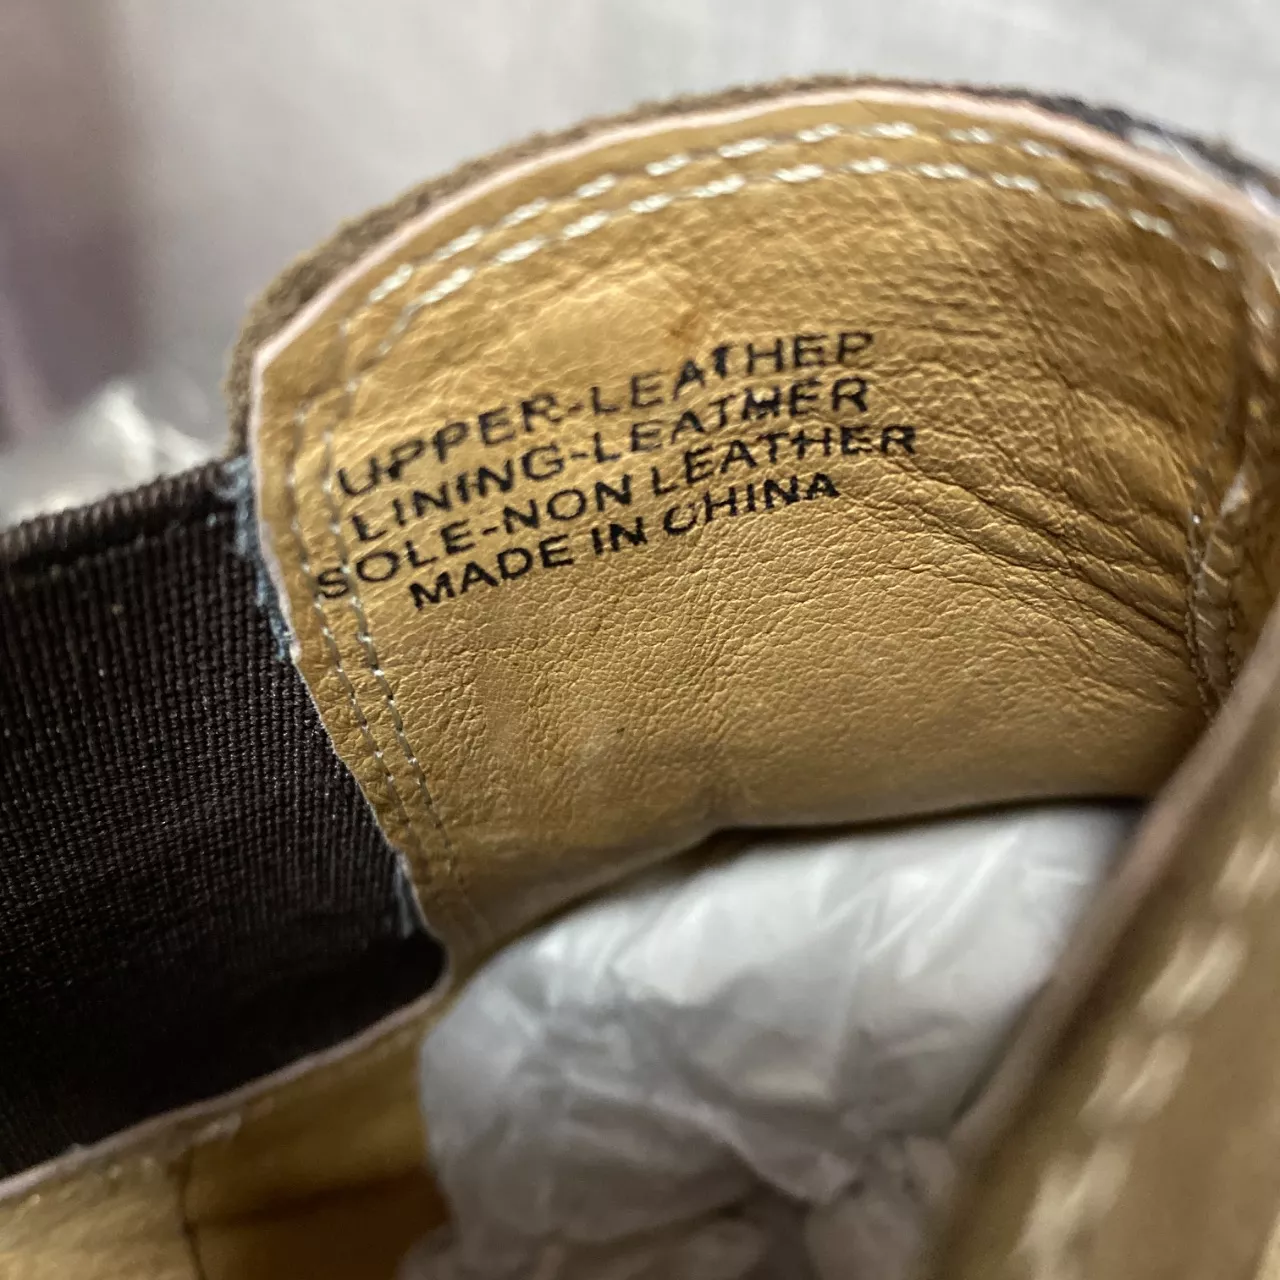 UPPER-LEATHER
LINING-LEATHER
SOLE-NON LEATHER
MADE IN CHINA